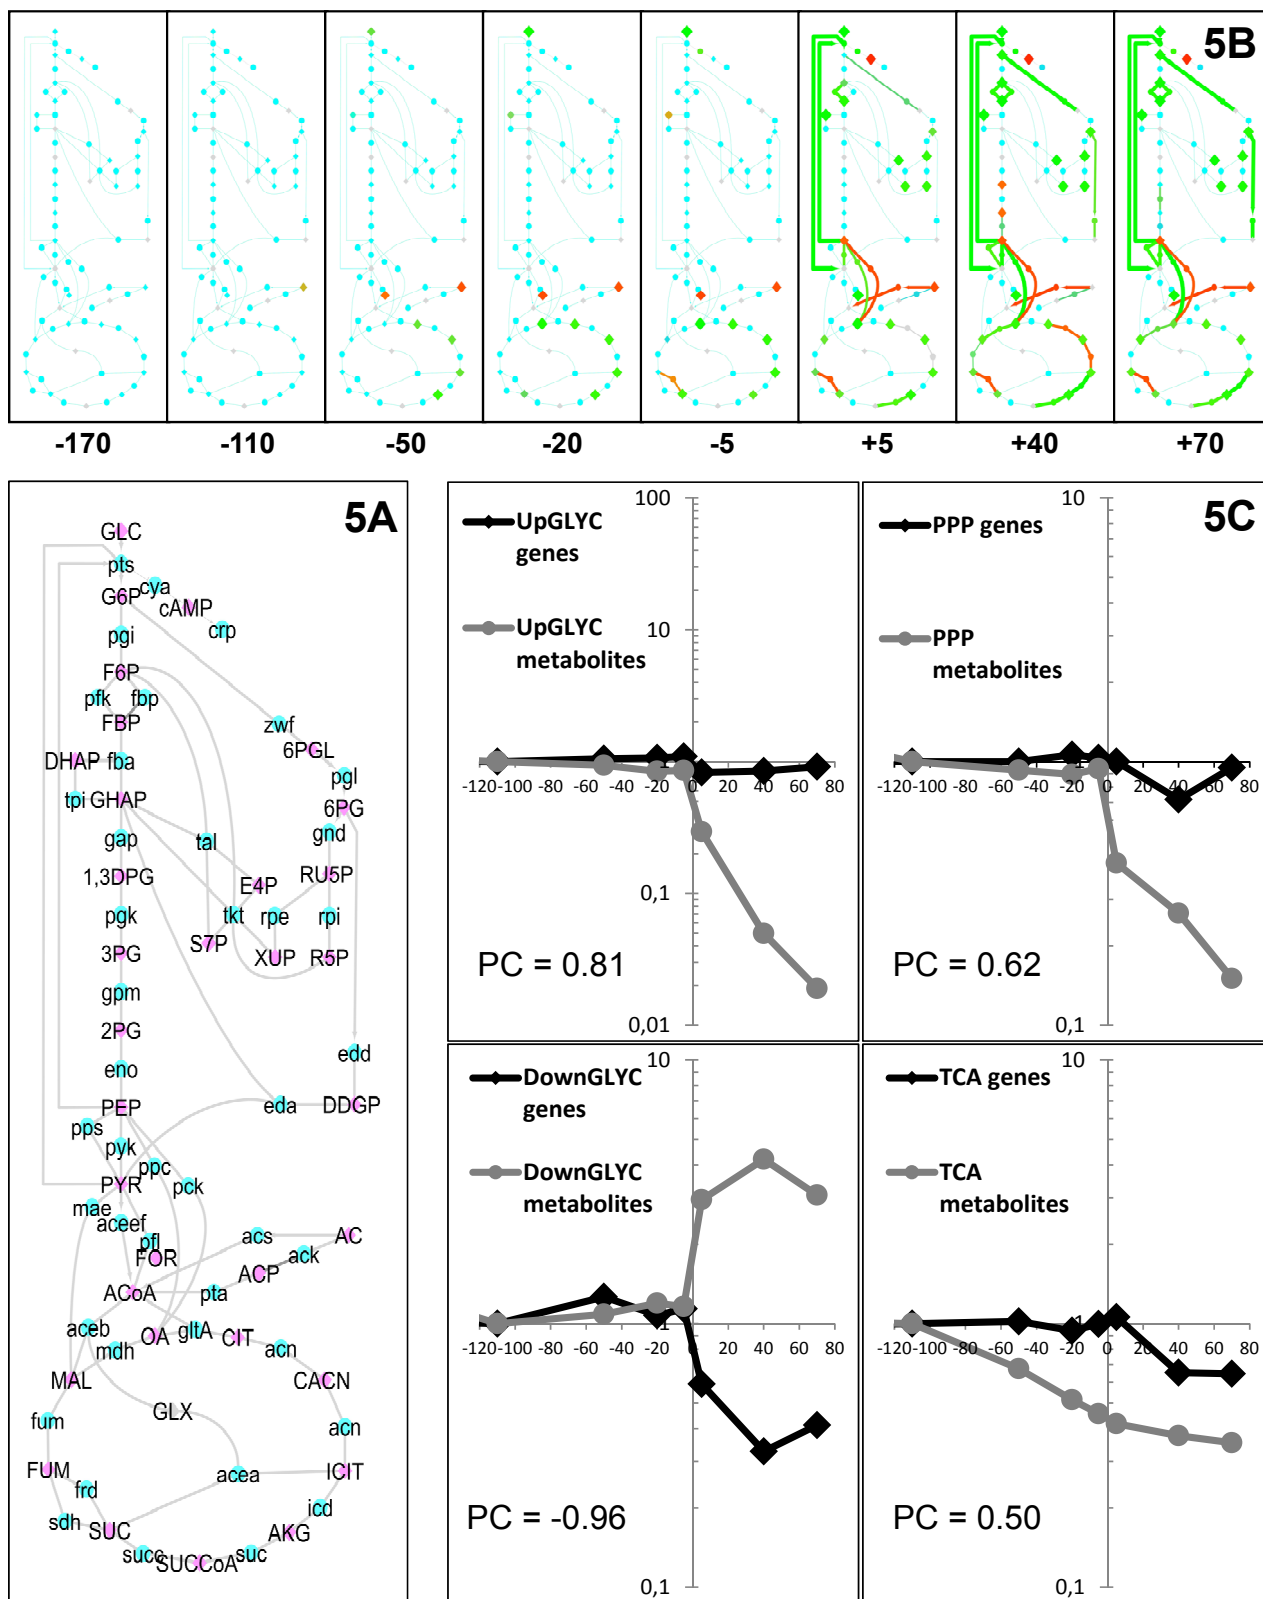 5B
-170 -110 -50 -20 -5 +5 +40 +70
5A
GLC
pts
cya
G6P
cAMP
crp
pgi
F6P
pfk
fbp
FBP
zwf
6PGL
DHAP
fba
pgl
tpi
GHAP
6PG
gap
tal
gnd
1,3DPG
E4P
RU5P
pgk
tkt
rpe
rpi
3PG
S7P
XUP
R5P
gpm
2PG
edd
eno
PEP
eda
DDGP
pps
pyk
ppc
PYR
pck
mae
aceef
pfl
acs
AC
FOR
ack
ACP
ACoA
pta
aceb
OA
gltA
CIT
mdh
acn
MAL
CACN
GLX
fum
acn
FUM
acea
ICIT
frd
icd
sdh
SUC
AKG
succ
SUCCoA
suc
5C
UpGLYC
genes
UpGLYC
metabolites
100
10
1
0,1
0,01
-120 -100 -80 -60 -40 -20 0 20 40 60 80
PC = 0.81
PPP genes
PPP
metabolites
10
1
0,1
-120 -100 -80 -60 -40 -20 0 20 40 60 80
PC = 0.62
DownGLYC
genes
DownGLYC
metabolites
10
1
0,1
-120 -100 -80 -60 -40 -20 0 20 40 60 80
PC = -0.96
TCA genes
TCA
metabolites
10
1
0,1
-120 -100 -80 -60 -40 -20 0 20 40 60 80
PC = 0.50